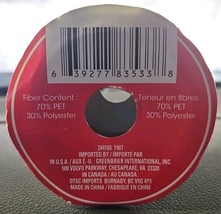 6 39277 83533 8
Fiber Content
70% PET
30% Polyester
Teneur en fibres
70% PET
30% Polyester
244165 1907
IMPORTED BY / IMPORTE PAR
IN U.S.A. / AUX E.-U.: GREENBRIER INTERNATIONAL, INC
500 VOLVO PARKWAY, CHESAPEAKE, VA 23320
IN CANADA / AU CANADA:
DTSC IMPORTS BURNABY, BC V5G 4P3
MADE IN CHINA / FABRIQUÉ EN CHINE